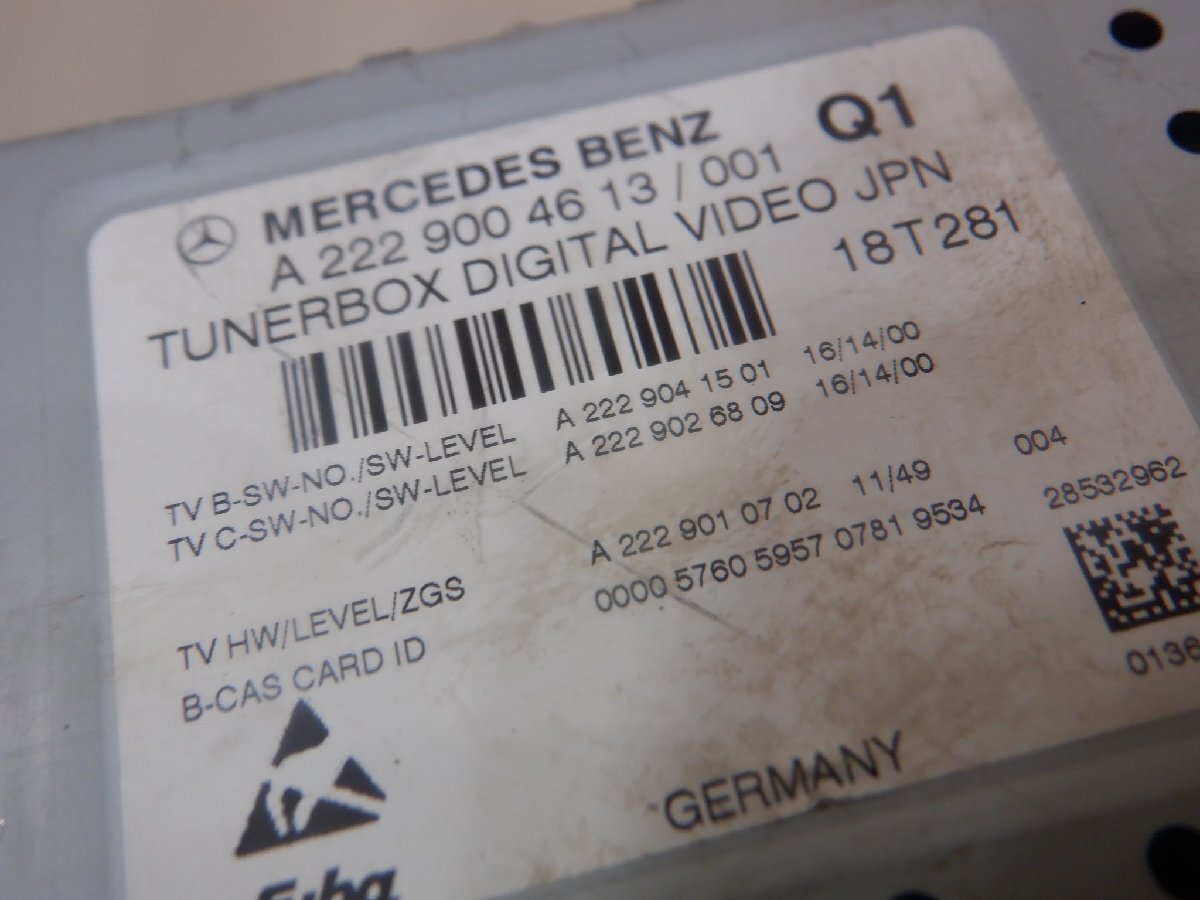 MERCEDES BENZ Q1
A 222 900 46 13 / 001
TUNERBOX DIGITAL VIDEO JPN
18T281
TV B-SW-NO./SW-LEVEL A 222 904 15 01 16/14/00
TV C-SW-NO./SW-LEVEL A 222 902 68 09 16/14/00
TV HW/LEVEL/ZGS A 222 901 07 02 11/49 004
B-CAS CARD ID 0000 5760 5957 0781 9534 28532962
0136
GERMANY